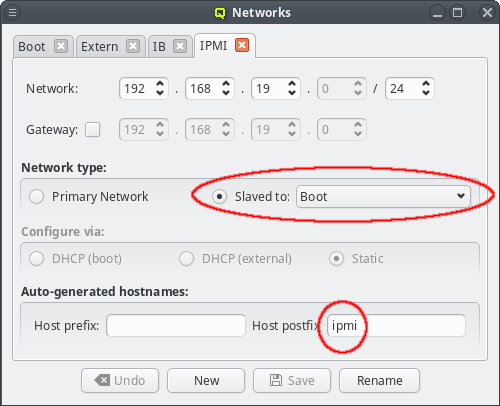 Networks
Boot Extern IB IPMI
Network: 192 . 168 . 19 . 0 / 24
Gateway: 192 . 168 . 19 . 0
Network type:
Primary Network Slaved to: Boot
Configure via:
DHCP (boot) DHCP (external) Static
Auto-generated hostnames:
Host prefix: Host postfix ipmi
Undo New Save Rename